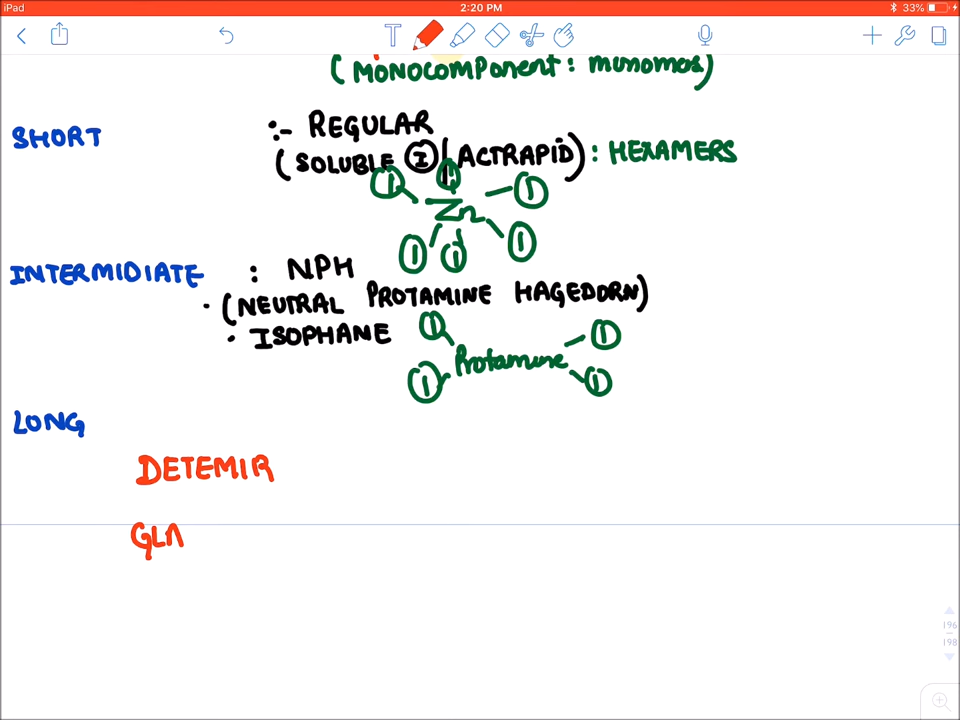 iPad 2:20 PM 33%
T
(MONOCOMPONENT: monomers)
SHORT :- REGULAR
(SOLUBLE I / ACTRAPID) : HEXAMERS
I I I
Zn
I I I
INTERMIDIATE : NPH
(NEUTRAL PROTAMINE HAGEDORN)
• ISOPHANE
I I
Protamine
I I
LONG
DETEMIR
GLA
196
198